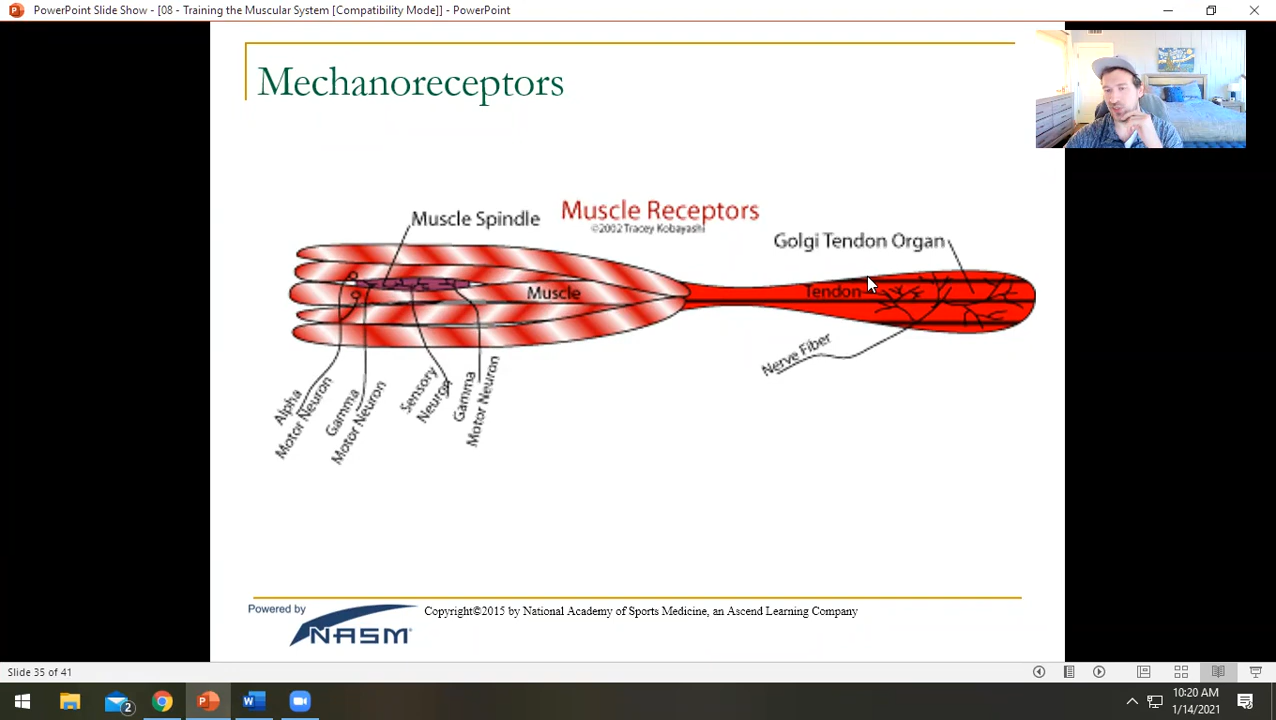 PowerPoint Slide Show - [08 - Training the Muscular System [Compatibility Mode]] - PowerPoint
Mechanoreceptors
Muscle Receptors
©2002 Tracey Kobayashi
Muscle Spindle
Golgi Tendon Organ
Muscle
Tendon
Nerve Fiber
Alpha
Motor Neuron
Gamma
Motor Neuron
Sensory
Neuron
Gamma
Motor Neuron
Powered by
NASM
Copyright©2015 by National Academy of Sports Medicine, an Ascend Learning Company
Slide 35 of 41
2
10:20 AM
1/14/2021